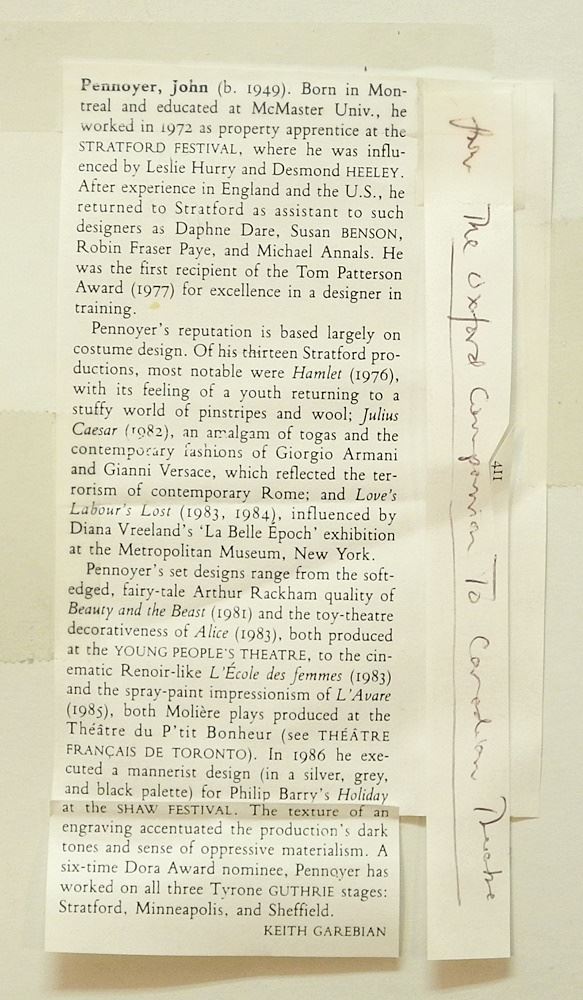 Pennoyer, John (b. 1949). Born in Mon-
treal and educated at McMaster Univ., he
worked in 1972 as property apprentice at the
STRATFORD FESTIVAL, where he was influ-
enced by Leslie Hurry and Desmond HEELEY.
After experience in England and the U.S., he
returned to Stratford as assistant to such
designers as Daphne Dare, Susan BENSON,
Robin Fraser Paye, and Michael Annals. He
was the first recipient of the Tom Patterson
Award (1977) for excellence in a designer in
training.
Pennoyer's reputation is based largely on
costume design. Of his thirteen Stratford pro-
ductions, most notable were Hamlet (1976),
with its feeling of a youth returning to a
stuffy world of pinstripes and wool; Julius
Caesar (1982), an amalgam of togas and the
contemporary fashions of Giorgio Armani
and Gianni Versace, which reflected the ter-
rorism of contemporary Rome; and Love's
Labour's Lost (1983, 1984), influenced by
Diana Vreeland's 'La Belle Époch' exhibition
at the Metropolitan Museum, New York.
Pennoyer's set designs range from the soft-
edged, fairy-tale Arthur Rackham quality of
Beauty and the Beast (1981) and the toy-theatre
decorativeness of Alice (1983), both produced
at the YOUNG PEOPLE'S THEATRE, to the cin-
ematic Renoir-like L'École des femmes (1983)
and the spray-paint impressionism of L'Avare
(1985), both Molière plays produced at the
Théâtre du P'tit Bonheur (see THÉÂTRE
FRANÇAIS DE TORONTO). In 1986 he exe-
cuted a mannerist design (in a silver, grey,
and black palette) for Philip Barry's Holiday
at the SHAW FESTIVAL. The texture of an
engraving accentuated the production's dark
tones and sense of oppressive materialism. A
six-time Dora Award nominee, Pennoyer has
worked on all three Tyrone GUTHRIE stages:
Stratford, Minneapolis, and Sheffield.
KEITH GAREBIAN
from The Oxford Companion To Canadian Theatre
411